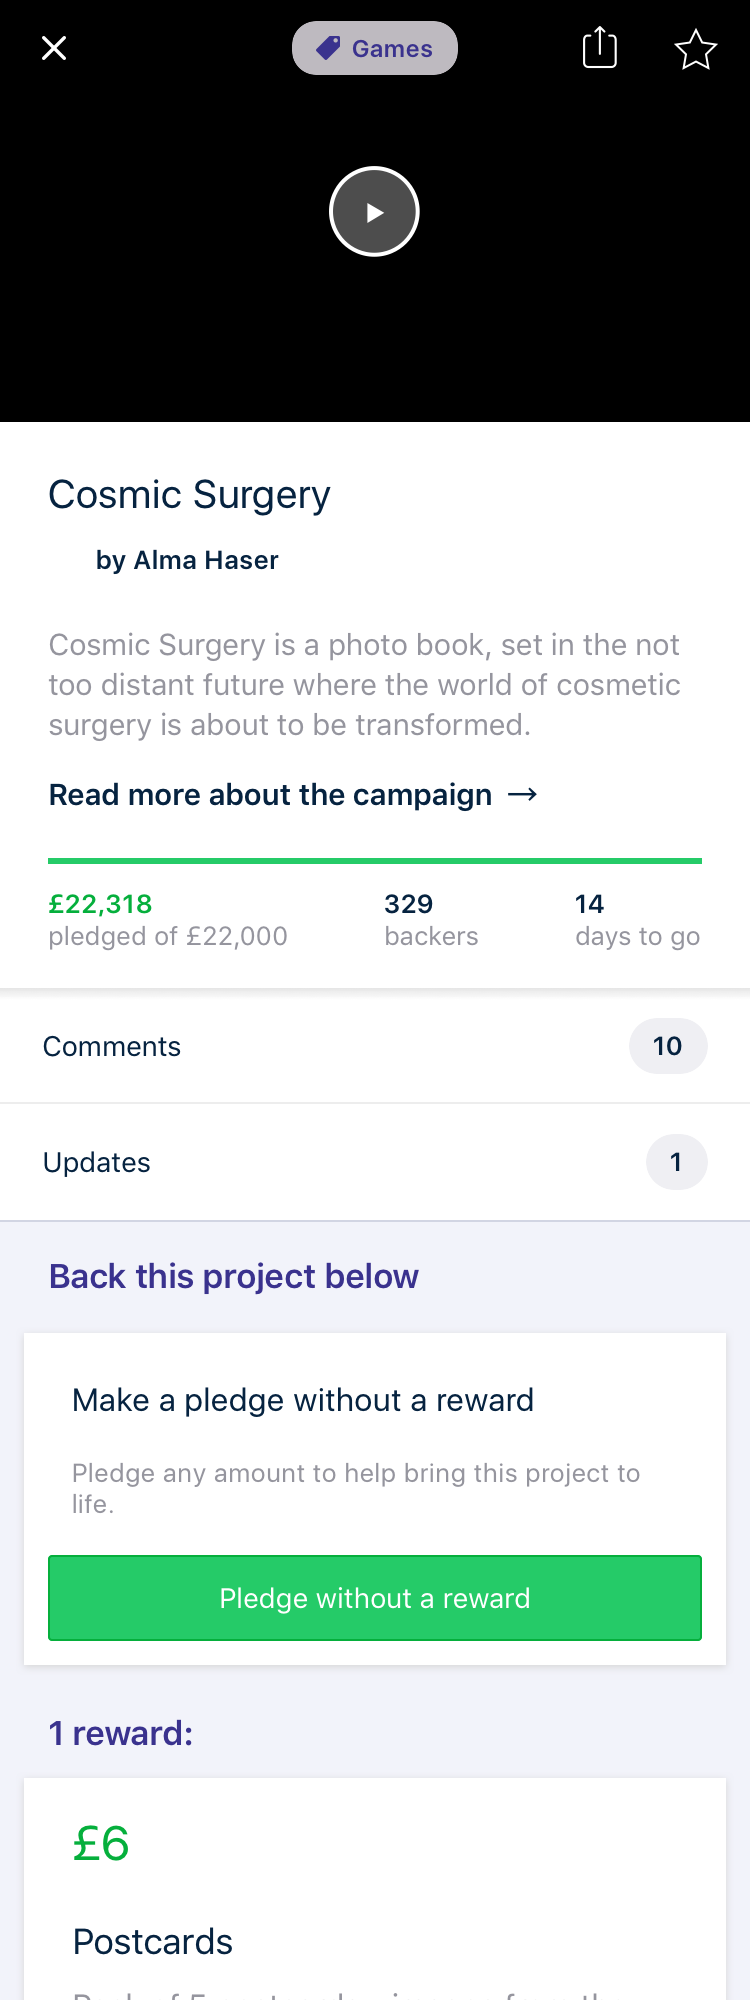 Games
Cosmic Surgery
by Alma Haser
Cosmic Surgery is a photo book, set in the not
too distant future where the world of cosmetic
surgery is about to be transformed.
Read more about the campaign →
£22,318
pledged of £22,000
329
backers
14
days to go
Comments
10
Updates
1
Back this project below
Make a pledge without a reward
Pledge any amount to help bring this project to
life.
Pledge without a reward
1 reward:
£6
Postcards